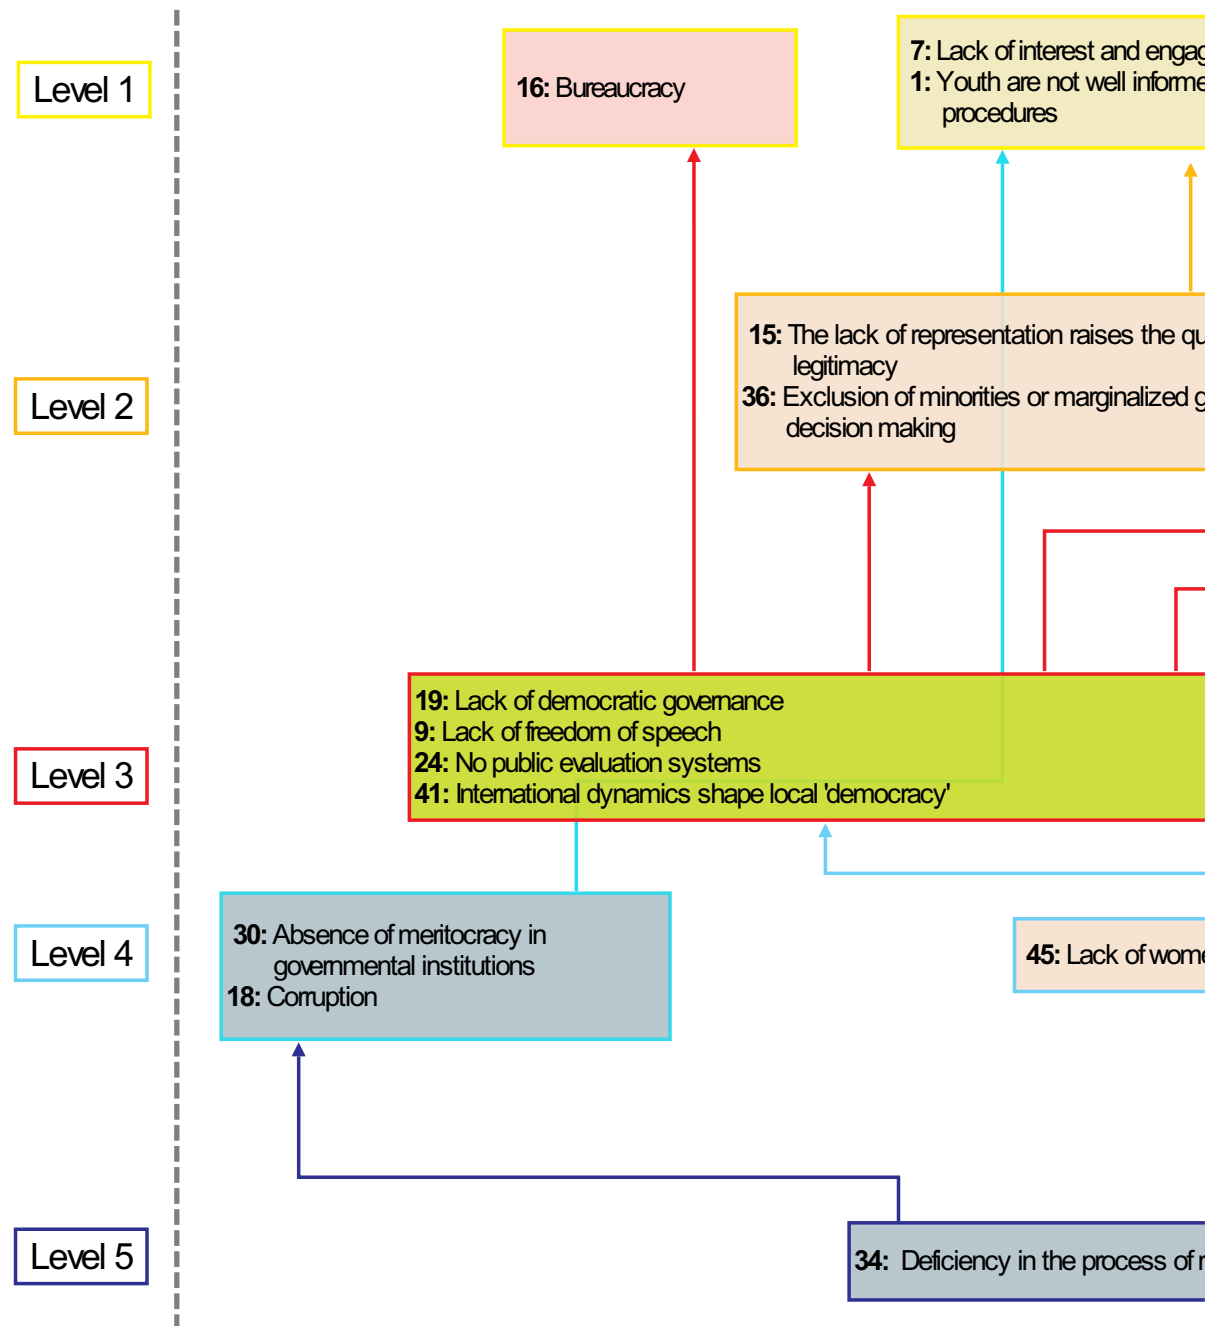 Level 1
16: Bureaucracy
7: Lack of interest and
1: Youth are not well
procedures
Level 2
15: The lack of representation raises the
legitimacy
36: Exclusion of minorities or marginalized
decision making
Level 3
19: Lack of democratic governance
9: Lack of freedom of speech
24: No public evaluation systems
41: International dynamics shape local 'democracy'
Level 4
30: Absence of meritocracy in
governmental institutions
18: Corruption
45: Lack of
Level 5
34: Deficiency in the process of